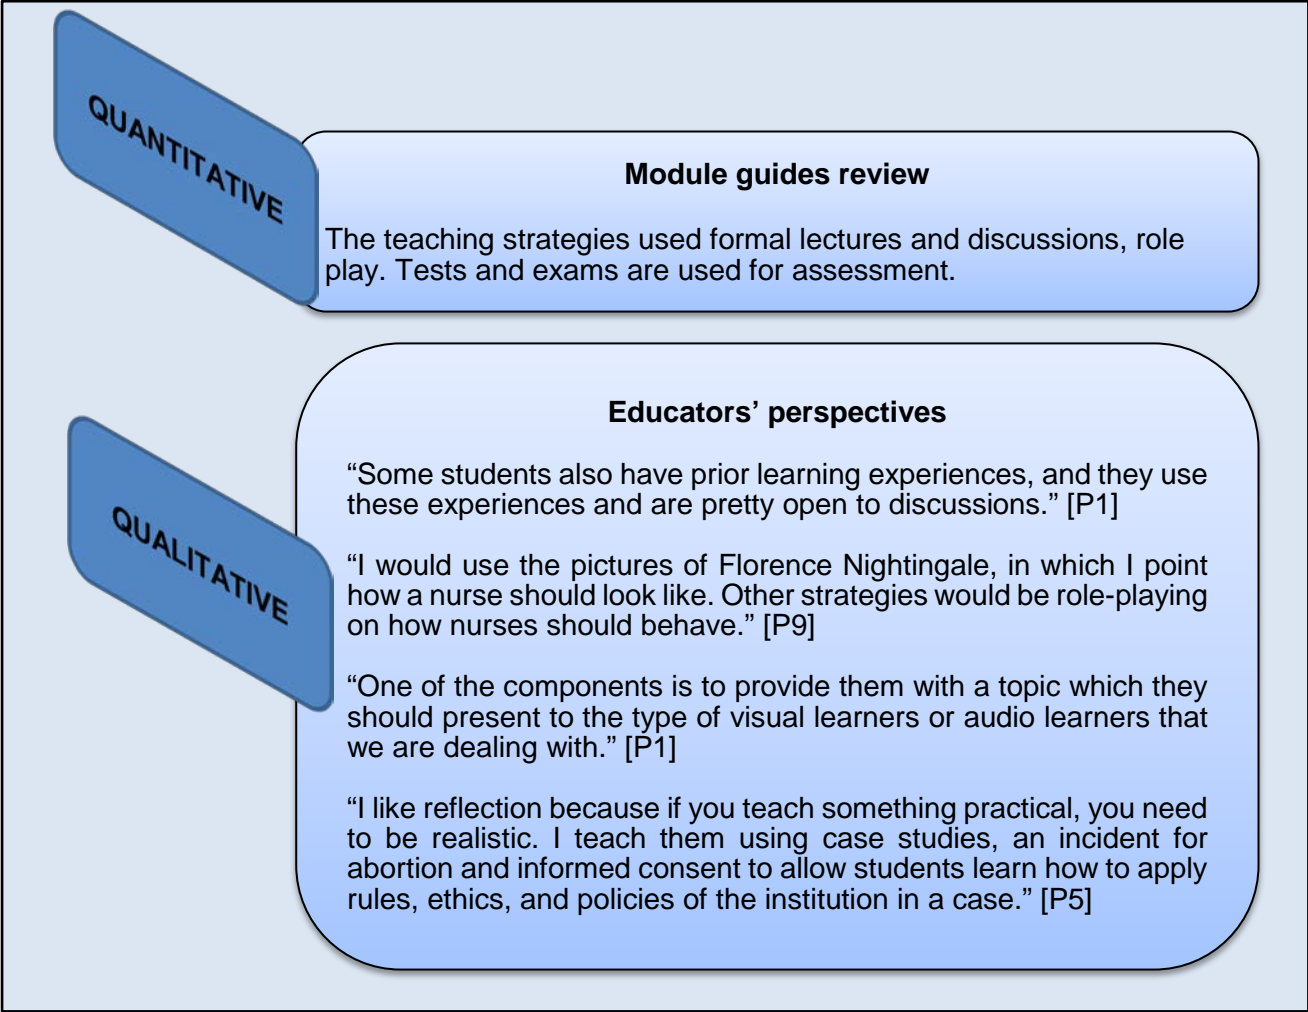 QUANTITATIVE
Module guides review
The teaching strategies used formal lectures and discussions, role
play. Tests and exams are used for assessment.
QUALITATIVE
Educators’ perspectives
“Some students also have prior learning experiences, and they use
these experiences and are pretty open to discussions.” [P1]
“I would use the pictures of Florence Nightingale, in which I point
how a nurse should look like. Other strategies would be role-playing
on how nurses should behave.” [P9]
“One of the components is to provide them with a topic which they
should present to the type of visual learners or audio learners that
we are dealing with.” [P1]
“I like reflection because if you teach something practical, you need
to be realistic. I teach them using case studies, an incident for
abortion and informed consent to allow students learn how to apply
rules, ethics, and policies of the institution in a case.” [P5]